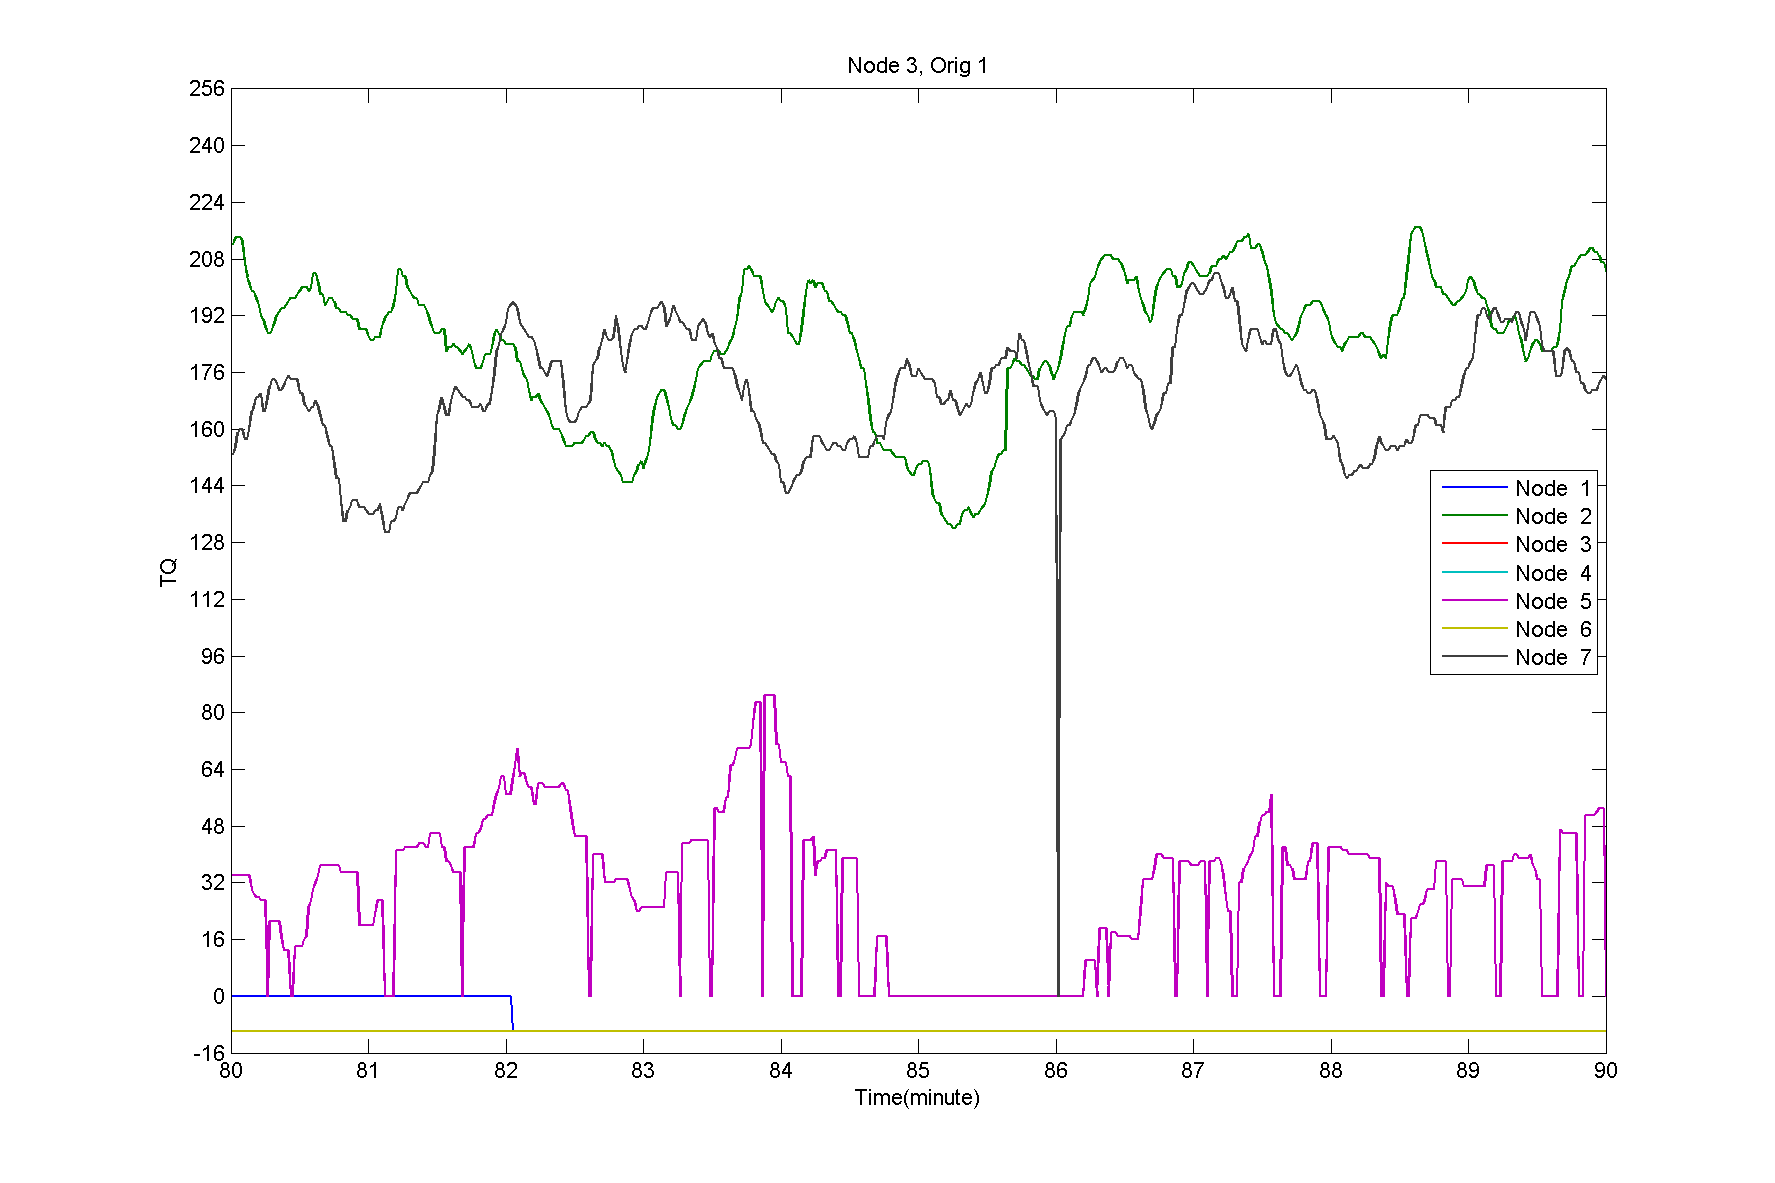 Node 3, Orig 1
256
240
224
208
192
176
160
144
128
112
96
80
64
48
32
16
0
-16
TQ
Node 1
Node 2
Node 3
Node 4
Node 5
Node 6
Node 7
80 81 82 83 84 85 86 87 88 89 90
Time(minute)